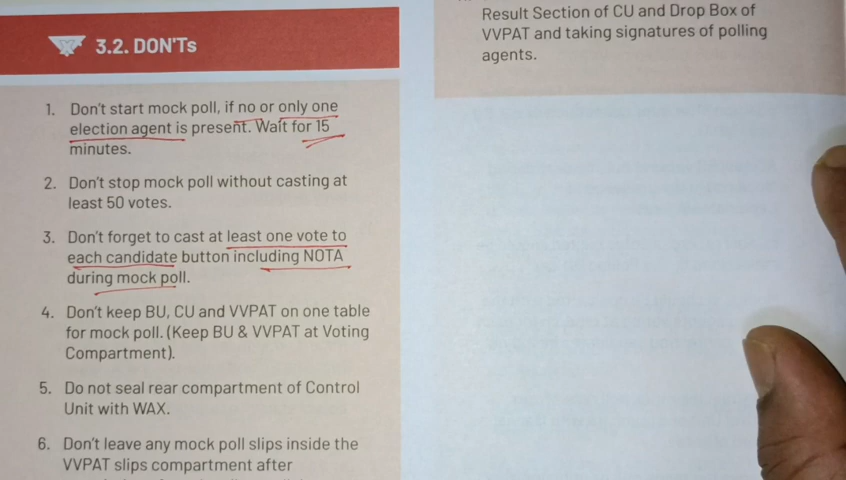 3.2. DON'Ts
1. Don't start mock poll, if no or only one
election agent is present. Wait for 15
minutes.
2. Don't stop mock poll without casting at
least 50 votes.
3. Don't forget to cast at least one vote to
each candidate button including NOTA
during mock poll.
4. Don't keep BU, CU and VVPAT on one table
for mock poll. (Keep BU & VVPAT at Voting
Compartment).
5. Do not seal rear compartment of Control
Unit with WAX.
6. Don't leave any mock poll slips inside the
VVPAT slips compartment after
Result Section of CU and Drop Box of
VVPAT and taking signatures of polling
agents.